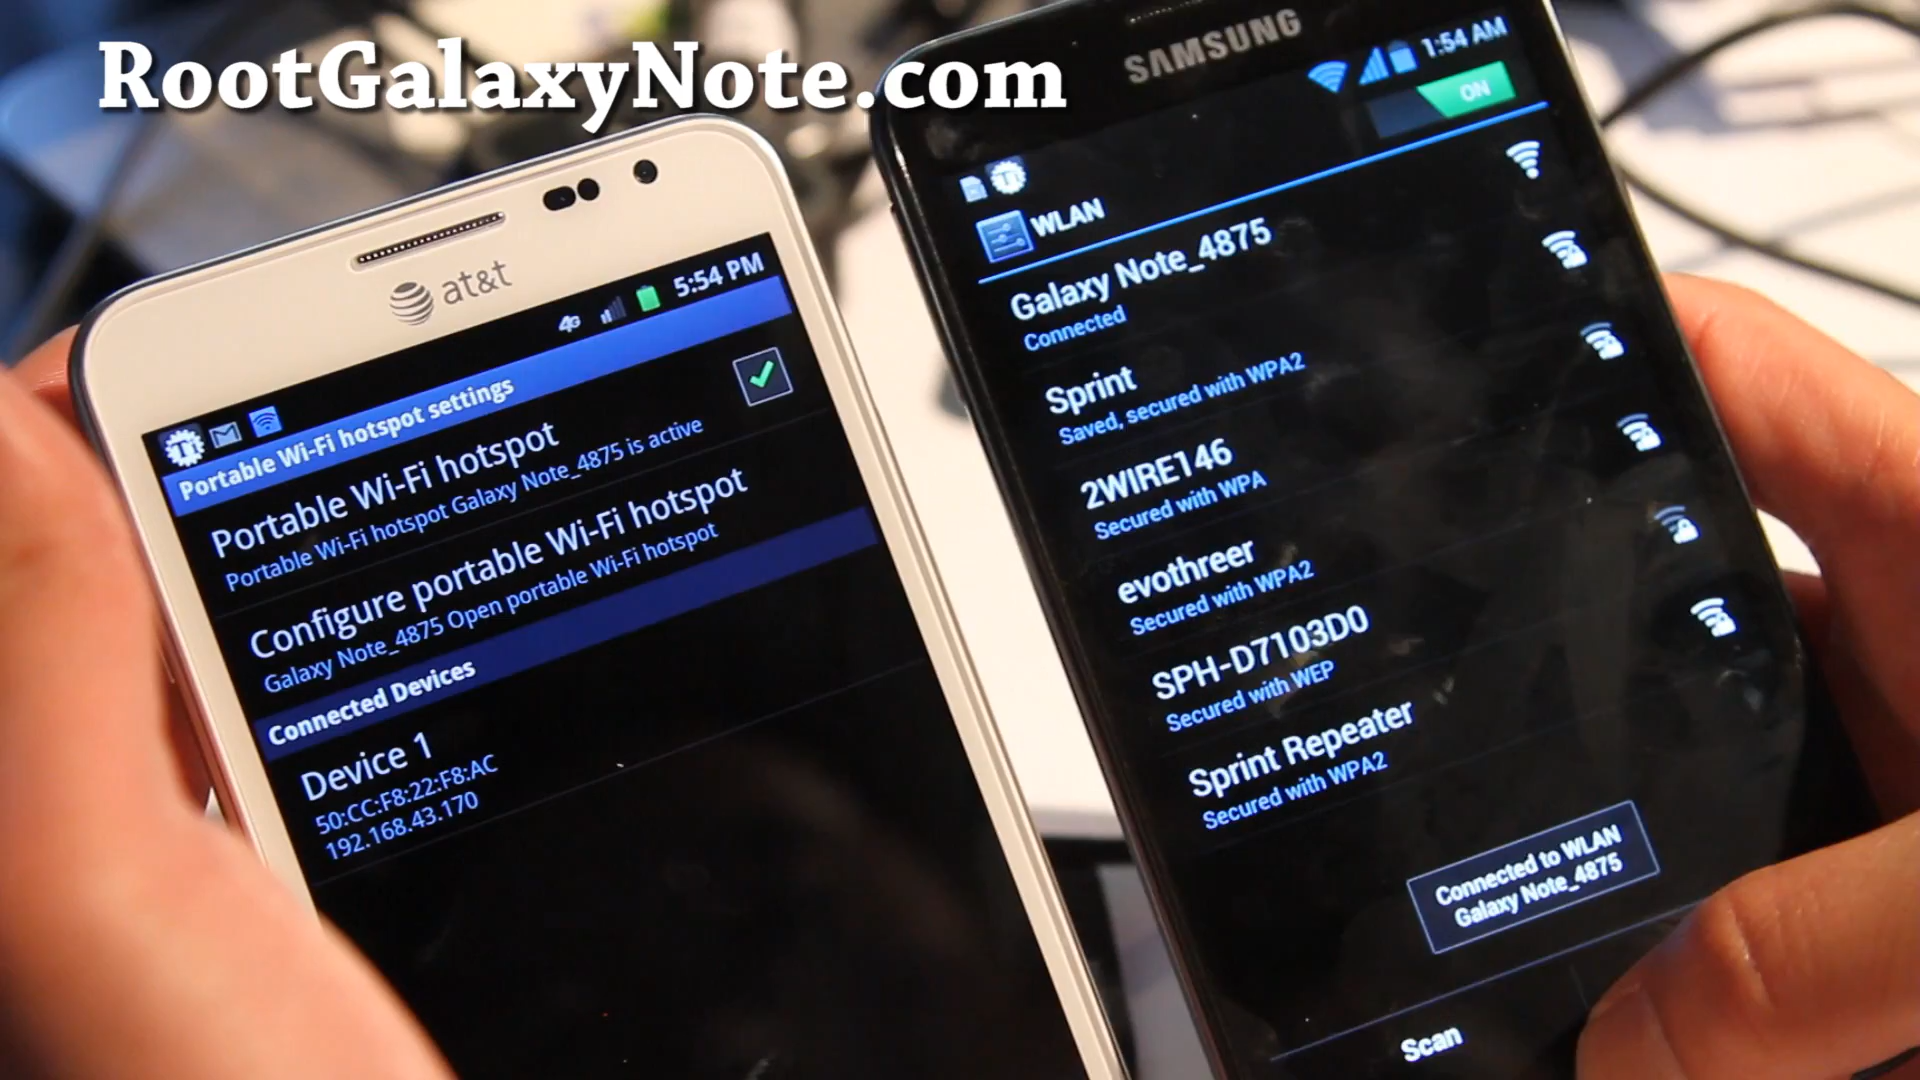 RootGalaxyNote.com
at&t
4G 5:54 PM
Portable Wi-Fi hotspot settings
Portable Wi-Fi hotspot
Portable Wi-Fi hotspot Galaxy Note_4875 is active
Configure portable Wi-Fi hotspot
Galaxy Note_4875 Open portable Wi-Fi hotspot
Connected Devices
Device 1
50:CC:F8:22:F8:AC
192.168.43.170
SAMSUNG
1:54 AM
ON
WLAN
Galaxy Note_4875
Connected
Sprint
Saved, secured with WPA2
2WIRE146
Secured with WPA
evothreer
Secured with WPA2
SPH-D7103D0
Secured with WEP
Sprint Repeater
Secured with WPA2
Connected to WLAN
Galaxy Note_4875
Scan